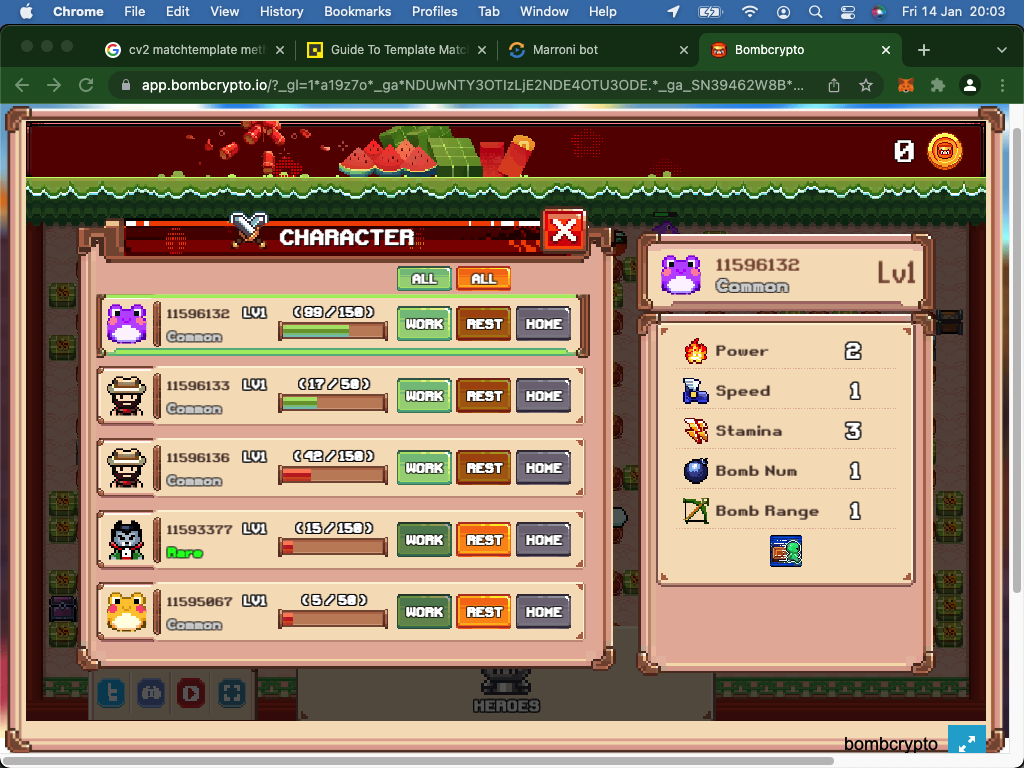 Chrome File Edit View History Bookmarks Profiles Tab Window Help Fri 14 Jan 20:03
cv2 matchtemplate meth Guide To Template Matc Marroni bot Bombcrypto
app.bombcrypto.io/?_gl=1*a19z7o*_ga*NDUwNTY3OTIzLjE2NDE4OTU3ODE.*_ga_SN39462W8B*...
0
CHARACTER
ALL ALL
11596132 LV1 (99/150) WORK REST HOME
Common
11596133 LV1 (17/50) WORK REST HOME
Common
11596136 LV1 (42/150) WORK REST HOME
Common
11593377 LV1 (15/150) WORK REST HOME
Rare
11595067 LV1 (5/50) WORK REST HOME
Common
11596132 Lv1
Common
Power 2
Speed 1
Stamina 3
Bomb Num 1
Bomb Range 1
HEROES
bombcrypto